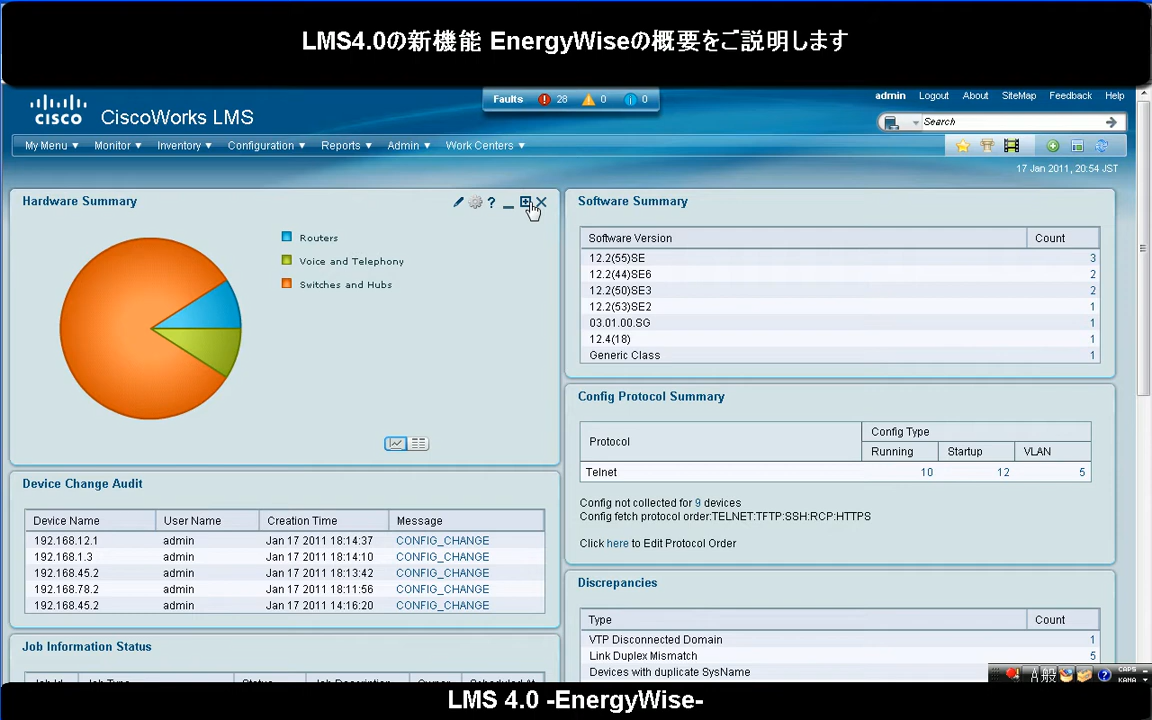 LMS4.0の新機能 EnergyWiseの概要をご説明します
Faults 28 0 0
admin Logout About SiteMap Feedback Help
CISCO CiscoWorks LMS
Search
My Menu Monitor Inventory Configuration Reports Admin Work Centers
17 Jan 2011, 20:54 JST
Hardware Summary
?
Routers
Voice and Telephony
Switches and Hubs
Software Summary
Software Version Count
12.2(55)SE 3
12.2(44)SE6 2
12.2(50)SE3 2
12.2(53)SE2 1
03.01.00.SG 1
12.4(18) 1
Generic Class 1
Config Protocol Summary
Protocol Config Type
Running Startup VLAN
Telnet 10 12 5
Config not collected for 9 devices
Config fetch protocol order:TELNET:TFTP:SSH:RCP:HTTPS
Click here to Edit Protocol Order
Device Change Audit
Device Name User Name Creation Time Message
192.168.12.1 admin Jan 17 2011 18:14:37 CONFIG_CHANGE
192.168.1.3 admin Jan 17 2011 18:14:10 CONFIG_CHANGE
192.168.45.2 admin Jan 17 2011 18:13:42 CONFIG_CHANGE
192.168.78.2 admin Jan 17 2011 18:11:56 CONFIG_CHANGE
192.168.45.2 admin Jan 17 2011 14:16:20 CONFIG_CHANGE
Discrepancies
Type Count
VTP Disconnected Domain 1
Link Duplex Mismatch 5
Devices with duplicate SysName
Job Information Status
A般 CAPS
KANA
LMS 4.0 -EnergyWise-